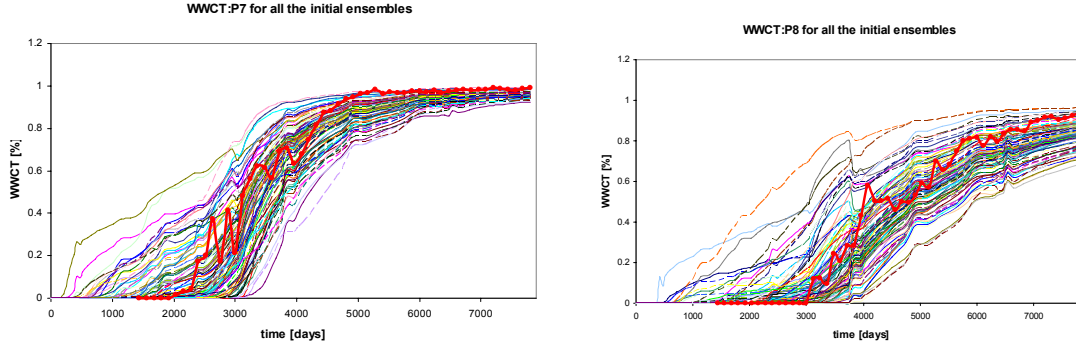 WWCT:P7 for all the initial ensembles
1.2
1
0.8
0.6
0.4
0.2
0
WWCT [%]
0 1000 2000 3000 4000 5000 6000 7000
time [days]
WWCT:P8 for all the initial ensembles
1.2
1
0.8
0.6
0.4
0.2
0
WWCT [%]
0 1000 2000 3000 4000 5000 6000 7000
time [days]